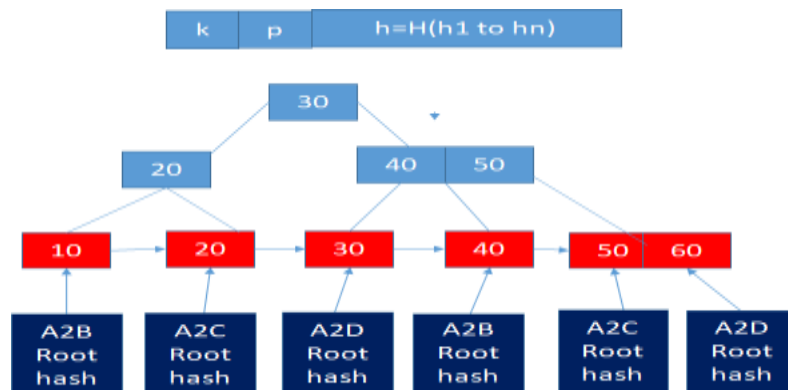 k p h=H(h1 to hn)
30
20 40 50
10 20 30 40 50 60
A2B A2C A2D A2B A2C A2D
Root Root Root Root Root Root
hash hash hash hash hash hash